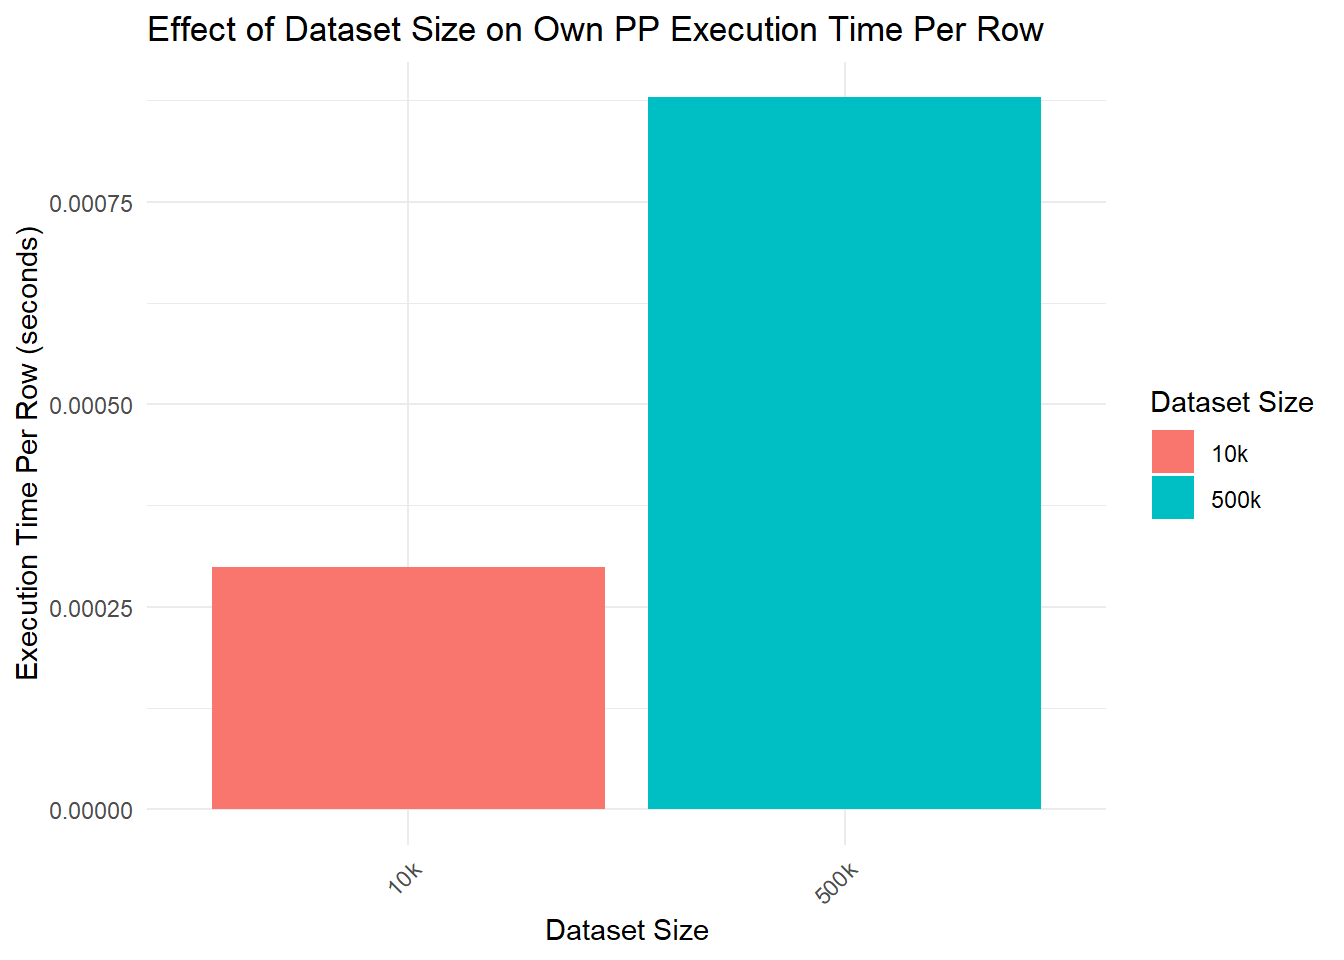 Effect of Dataset Size on Own PP Execution Time Per Row
Execution Time Per Row (seconds)
0.00075
0.00050
0.00025
0.00000
10k
500k
Dataset Size
Dataset Size
10k
500k